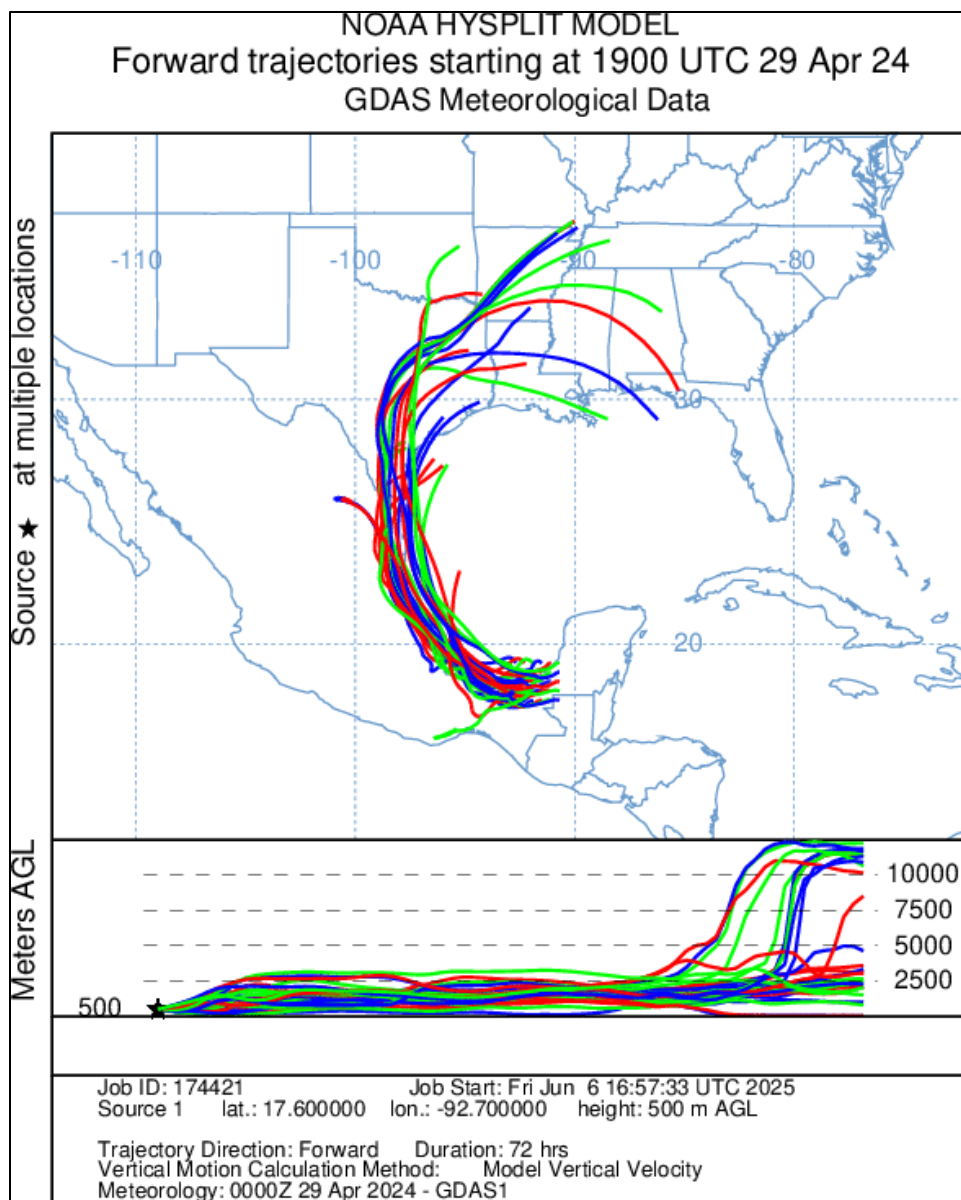 NOAA HYSPLIT MODEL
Forward trajectories starting at 1900 UTC 29 Apr 24
GDAS Meteorological Data
Source ★ at multiple locations
-110
-100
-90
-80
30
20
Meters AGL
10000
7500
5000
2500
500
Job ID: 174421 Job Start: Fri Jun 6 16:57:33 UTC 2025
Source 1 lat.: 17.600000 lon.: -92.700000 height: 500 m AGL
Trajectory Direction: Forward Duration: 72 hrs
Vertical Motion Calculation Method: Model Vertical Velocity
Meteorology: 0000Z 29 Apr 2024 - GDAS1